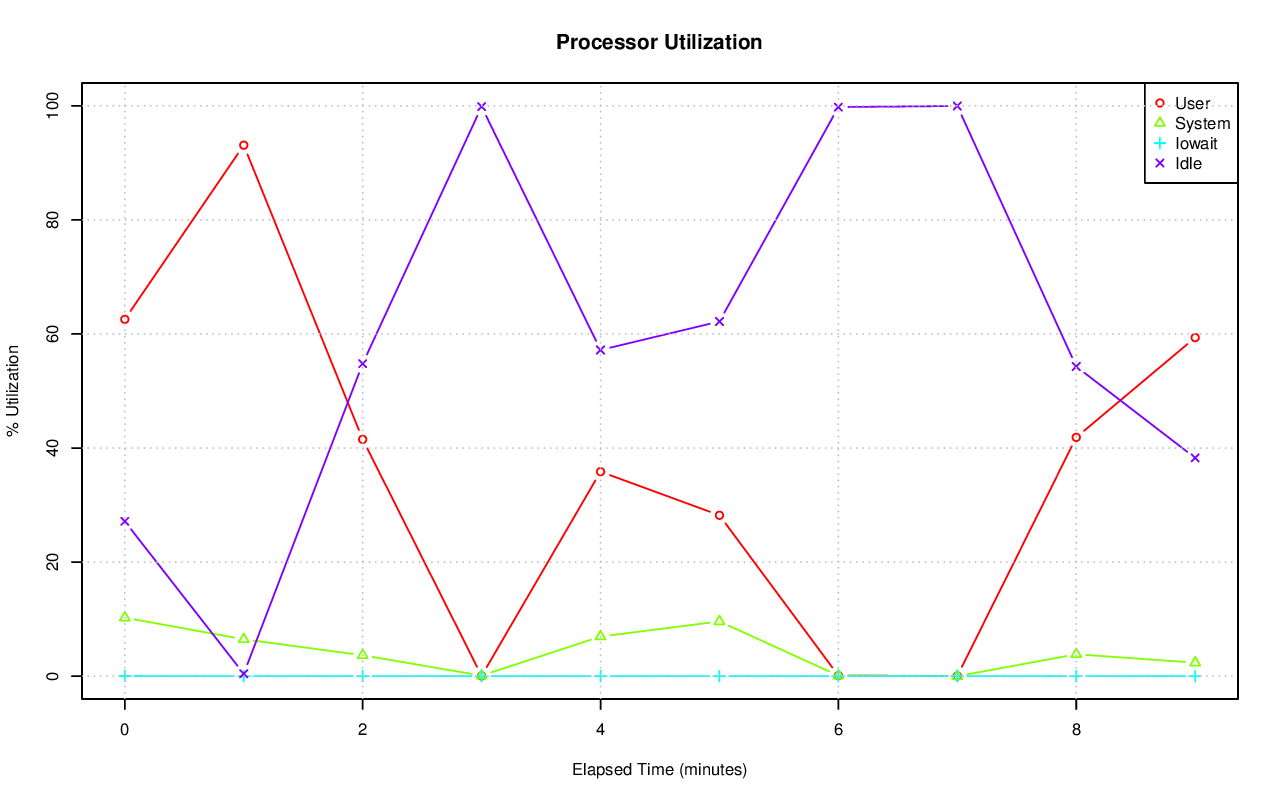 Processor Utilization
% Utilization
100
80
60
40
20
0
User
System
Iowait
Idle
0 2 4 6 8
Elapsed Time (minutes)